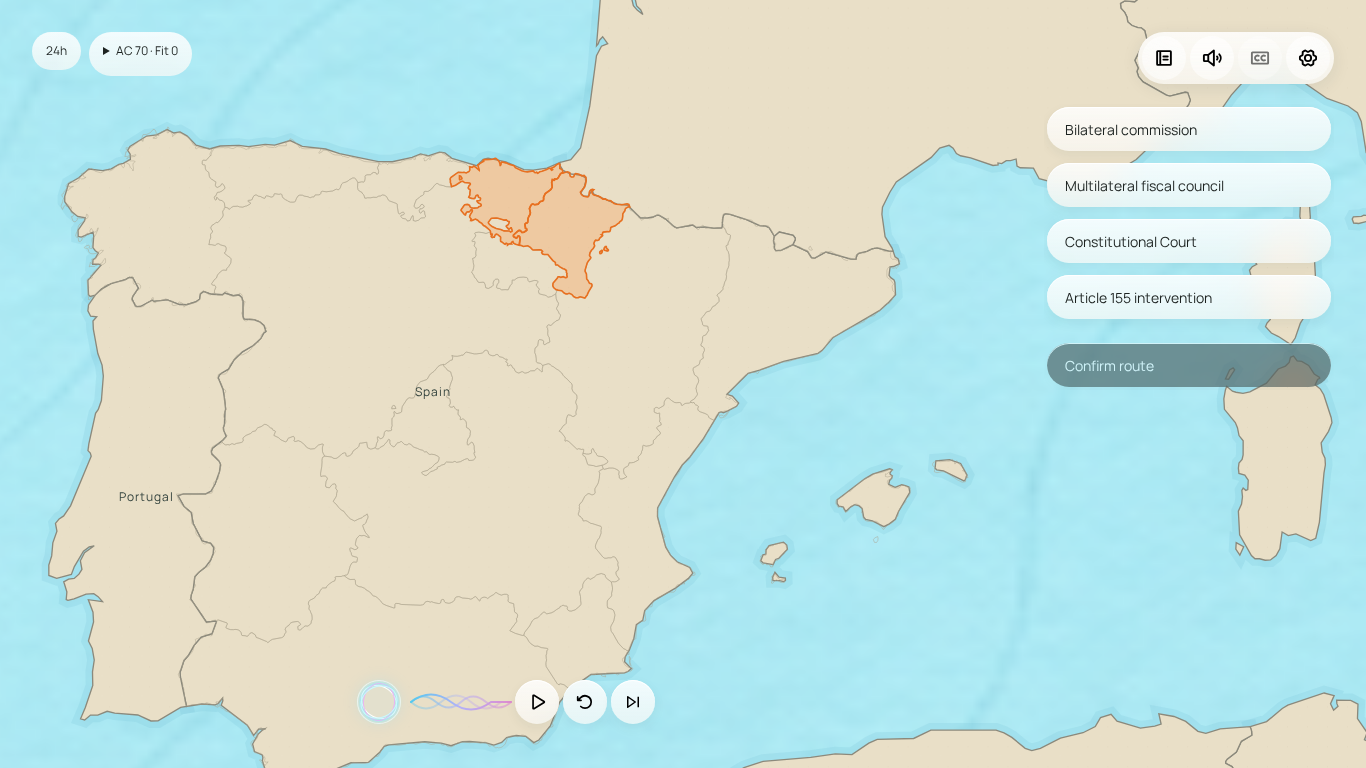 24h
AC 70 · Fit 0
CC
Bilateral commission
Multilateral fiscal council
Constitutional Court
Article 155 intervention
Confirm route
Spain
Portugal